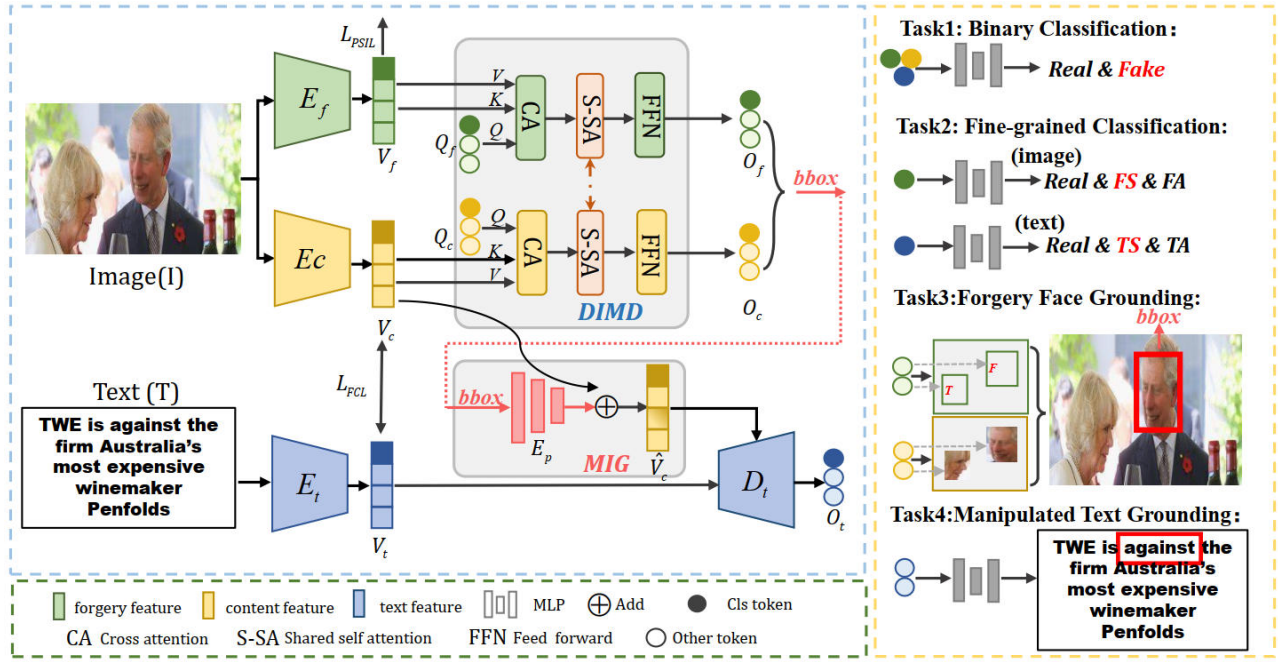 L_PSIL
E_f
V_f
V
K
Q
Q_f
CA
S-SA
FFN
O_f
bbox
Image(I)
Ec
V_c
Q_c
Q
K
V
CA
S-SA
FFN
O_c
DIMD
L_FCL
Text (T)
TWE is against the
firm Australia's
most expensive
winemaker
Penfolds
E_t
V_t
bbox
E_p
MIG
V̂_c
D_t
O_t
forgery feature
content feature
text feature
MLP
Add
Cls token
CA Cross attention
S-SA Shared self attention
FFN Feed forward
Other token
Task1: Binary Classification:
Real & Fake
Task2: Fine-grained Classification:
(image)
Real & FS & FA
(text)
Real & TS & TA
Task3:Forgery Face Grounding:
bbox
F
T
Task4:Manipulated Text Grounding:
TWE is against the
firm Australia's
most expensive
winemaker
Penfolds